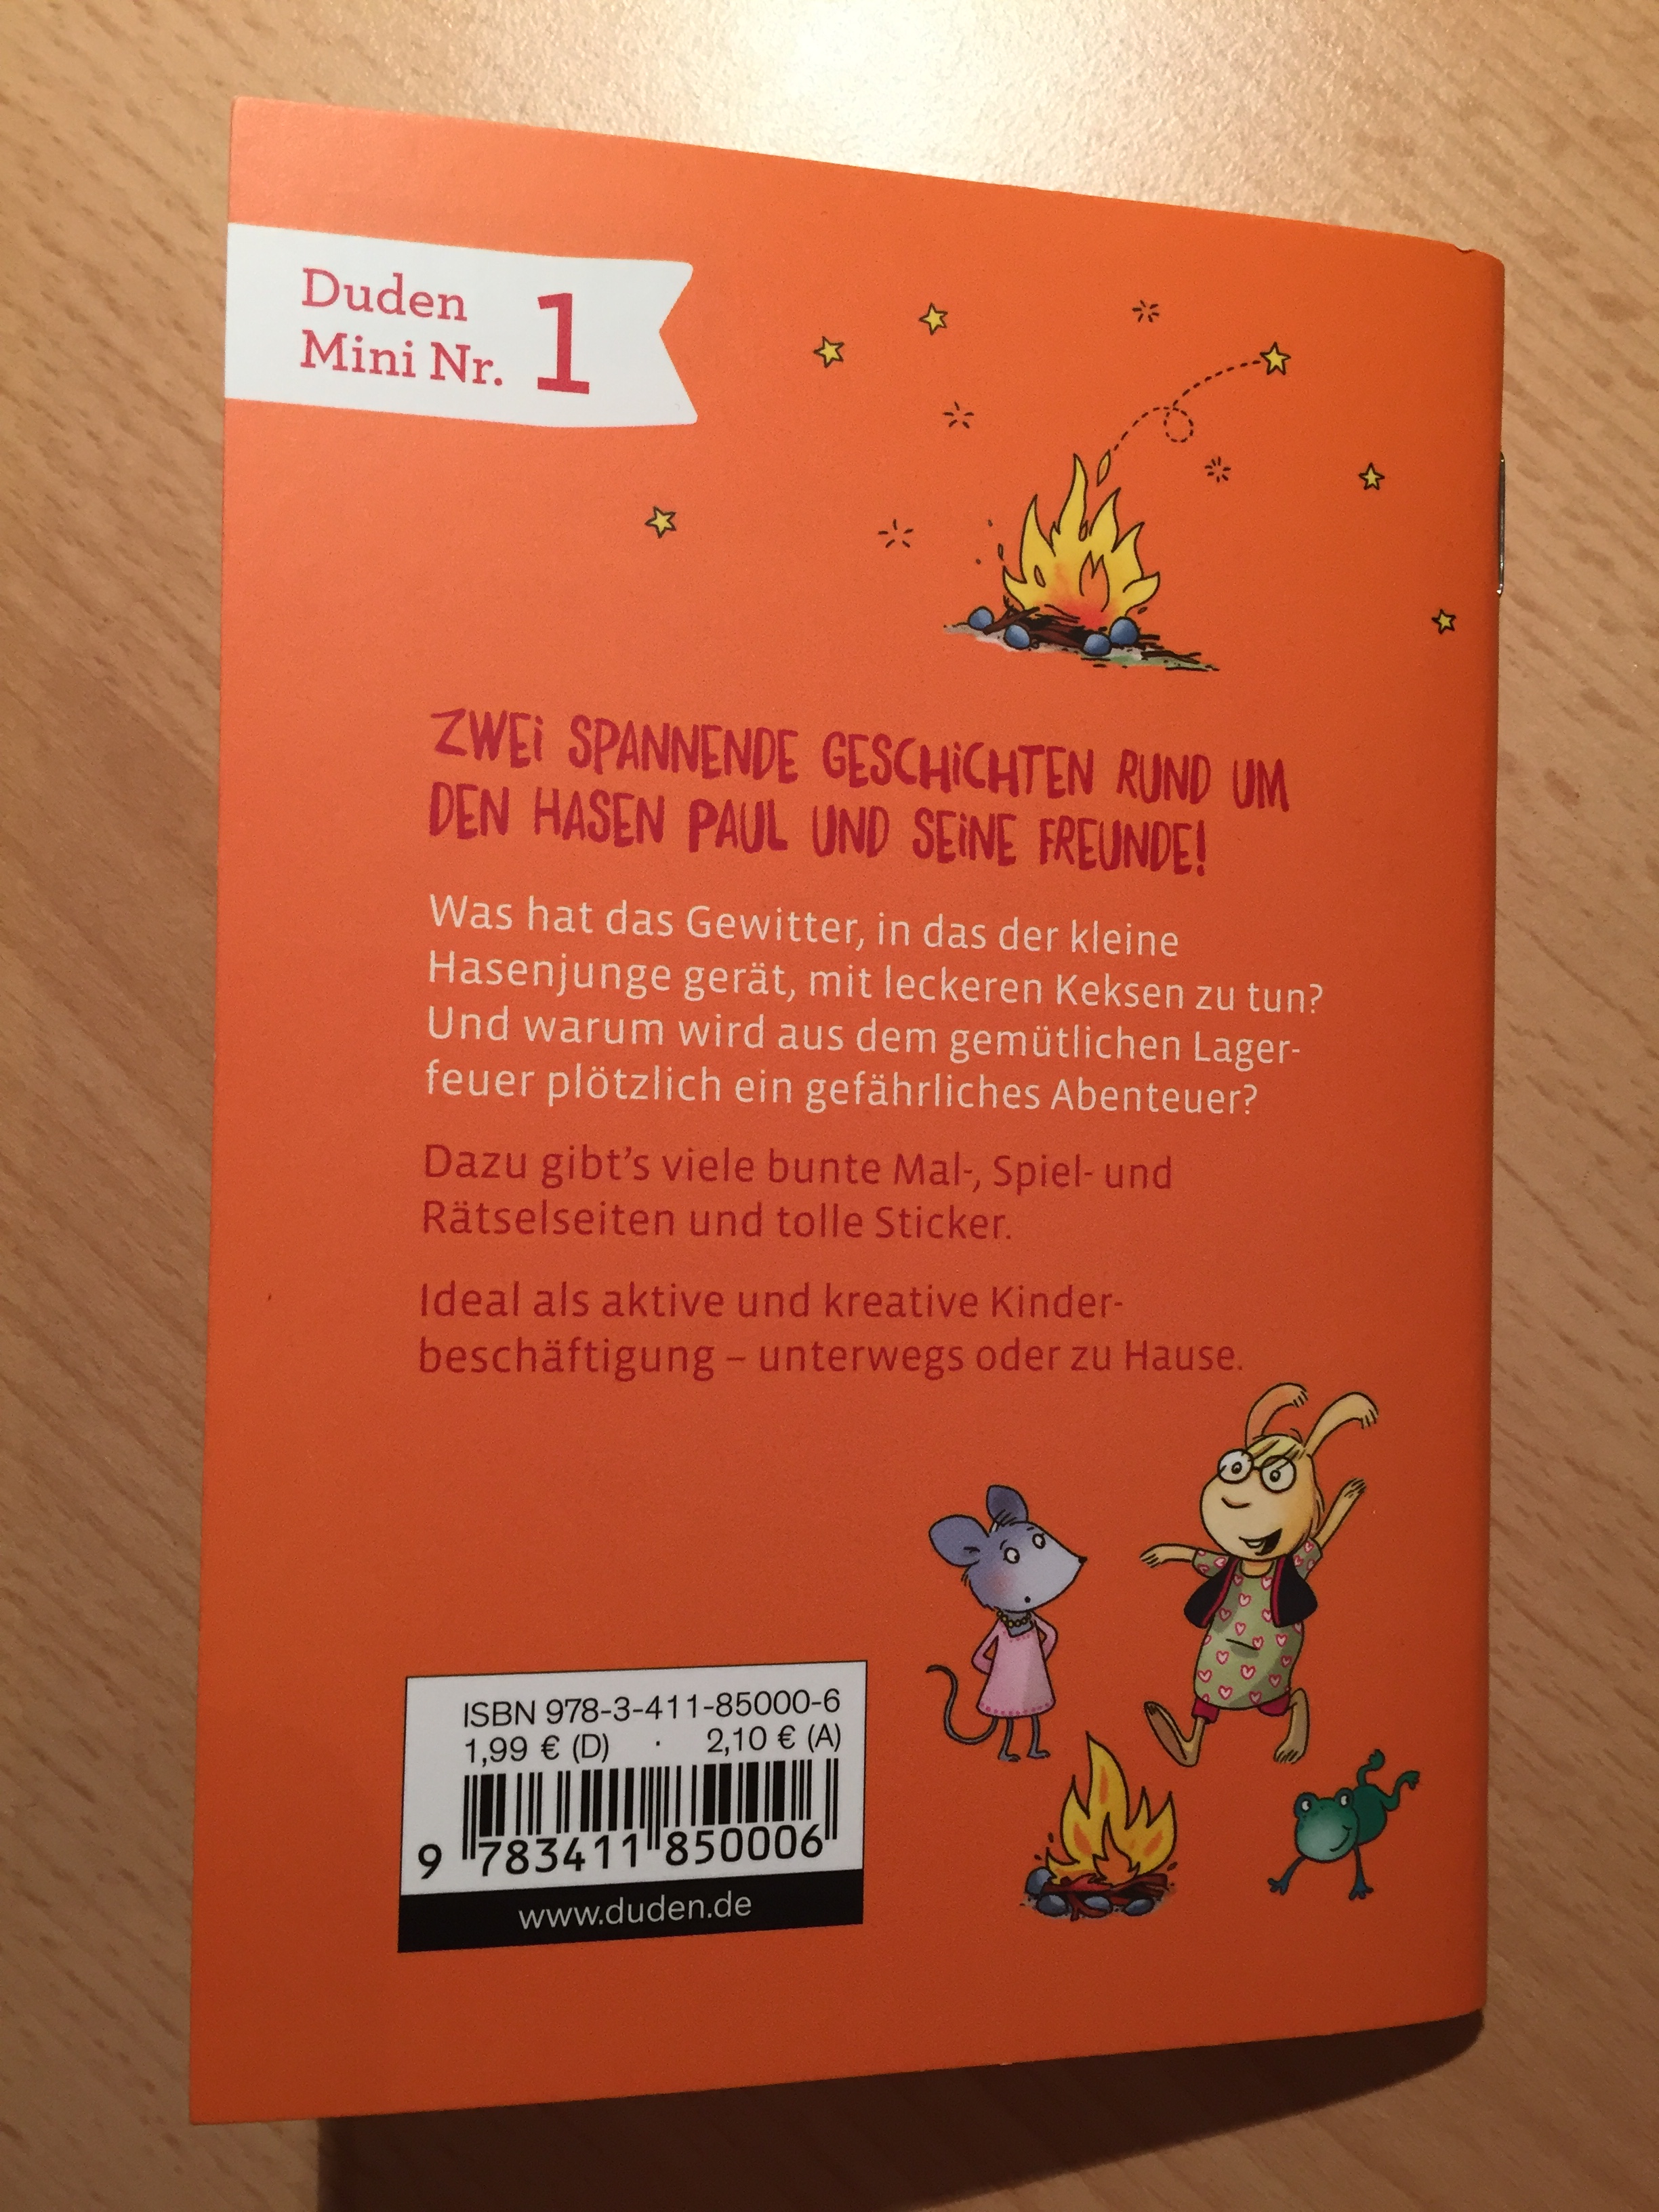 Duden
Mini Nr. 1
ZWEi SPANNENDE GESCHiCHTEN RUND UM
DEN HASEN PAUL UND SEiNE FREUNDE!
Was hat das Gewitter, in das der kleine
Hasenjunge gerät, mit leckeren Keksen zu tun?
Und warum wird aus dem gemütlichen Lager-
feuer plötzlich ein gefährliches Abenteuer?
Dazu gibt's viele bunte Mal-, Spiel- und
Rätselseiten und tolle Sticker.
Ideal als aktive und kreative Kinder-
beschäftigung – unterwegs oder zu Hause.
ISBN 978-3-411-85000-6
1,99 € (D) · 2,10 € (A)
9 783411 850006
www.duden.de